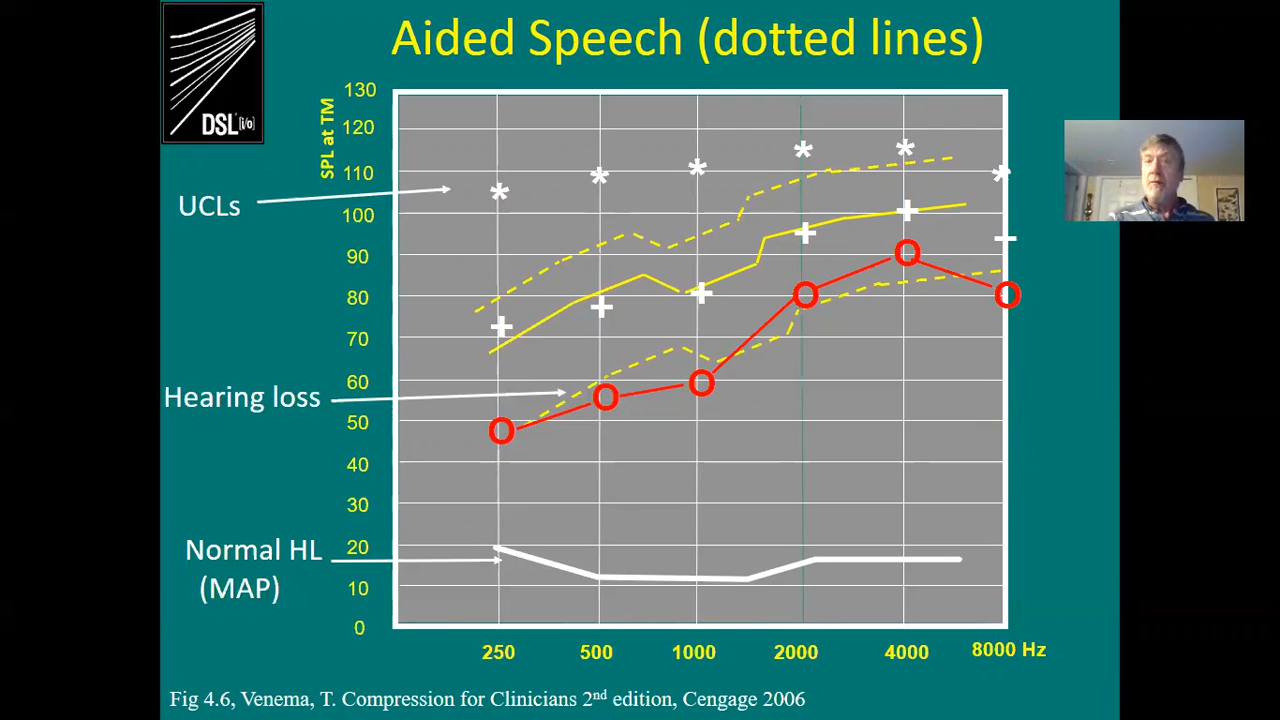 Aided Speech (dotted lines)
DSL [i/o]
SPL at TM
130
120
110
100
90
80
70
60
50
40
30
20
10
0
UCLs
Hearing loss
Normal HL
(MAP)
250 500 1000 2000 4000 8000 Hz
Fig 4.6, Venema, T. Compression for Clinicians 2nd edition, Cengage 2006